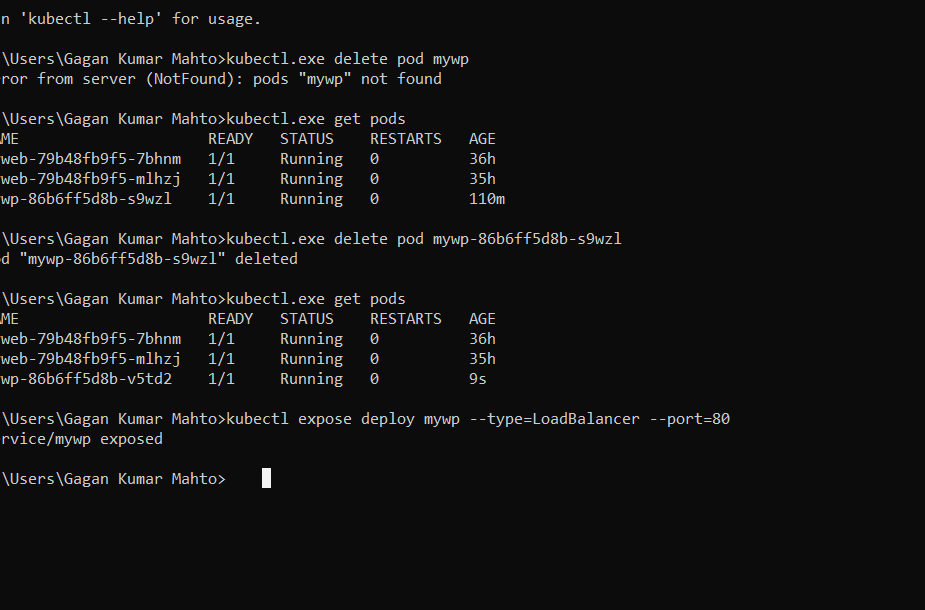 n 'kubectl --help' for usage.
\Users\Gagan Kumar Mahto>kubectl.exe delete pod mywp
ror from server (NotFound): pods "mywp" not found
\Users\Gagan Kumar Mahto>kubectl.exe get pods
ME READY STATUS RESTARTS AGE
web-79b48fb9f5-7bhnm 1/1 Running 0 36h
web-79b48fb9f5-mlhzj 1/1 Running 0 35h
wp-86b6ff5d8b-s9wzl 1/1 Running 0 110m
\Users\Gagan Kumar Mahto>kubectl.exe delete pod mywp-86b6ff5d8b-s9wzl
d "mywp-86b6ff5d8b-s9wzl" deleted
\Users\Gagan Kumar Mahto>kubectl.exe get pods
ME READY STATUS RESTARTS AGE
web-79b48fb9f5-7bhnm 1/1 Running 0 36h
web-79b48fb9f5-mlhzj 1/1 Running 0 35h
wp-86b6ff5d8b-v5td2 1/1 Running 0 9s
\Users\Gagan Kumar Mahto>kubectl expose deploy mywp --type=LoadBalancer --port=80
rvice/mywp exposed
\Users\Gagan Kumar Mahto>